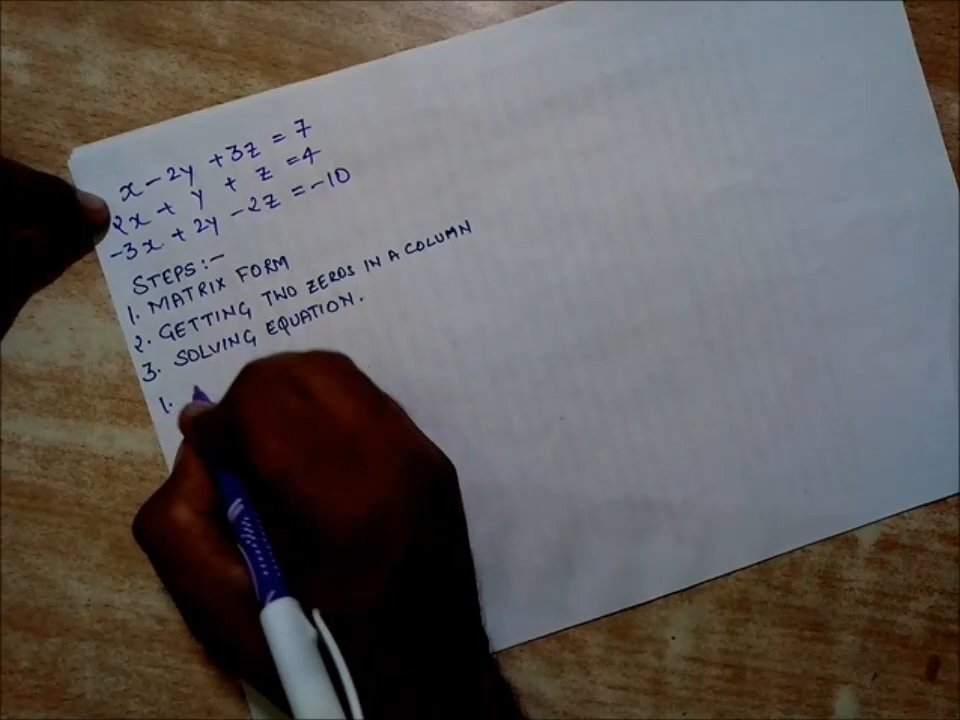 x - 2y + 3z = 7
2x + y + z = 4
-3x + 2y - 2z = -10
STEPS:-
1. MATRIX FORM
2. GETTING TWO ZEROS IN A COLUMN
3. SOLVING EQUATION.
1.